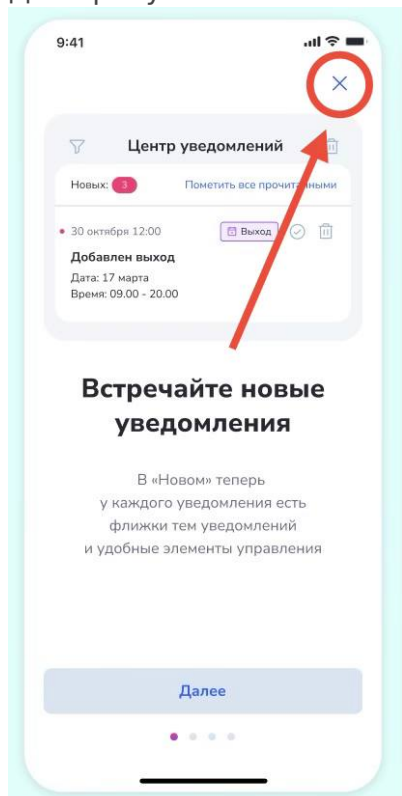 9:41
Центр уведомлений
Новых: 3 Пометить все прочитанными
30 октября 12:00 Выход
Добавлен выход
Дата: 17 марта
Время: 09.00 - 20.00
Встречайте новые
уведомления
В «Новом» теперь
у каждого уведомления есть
флижки тем уведомлений
и удобные элементы управления
Далее